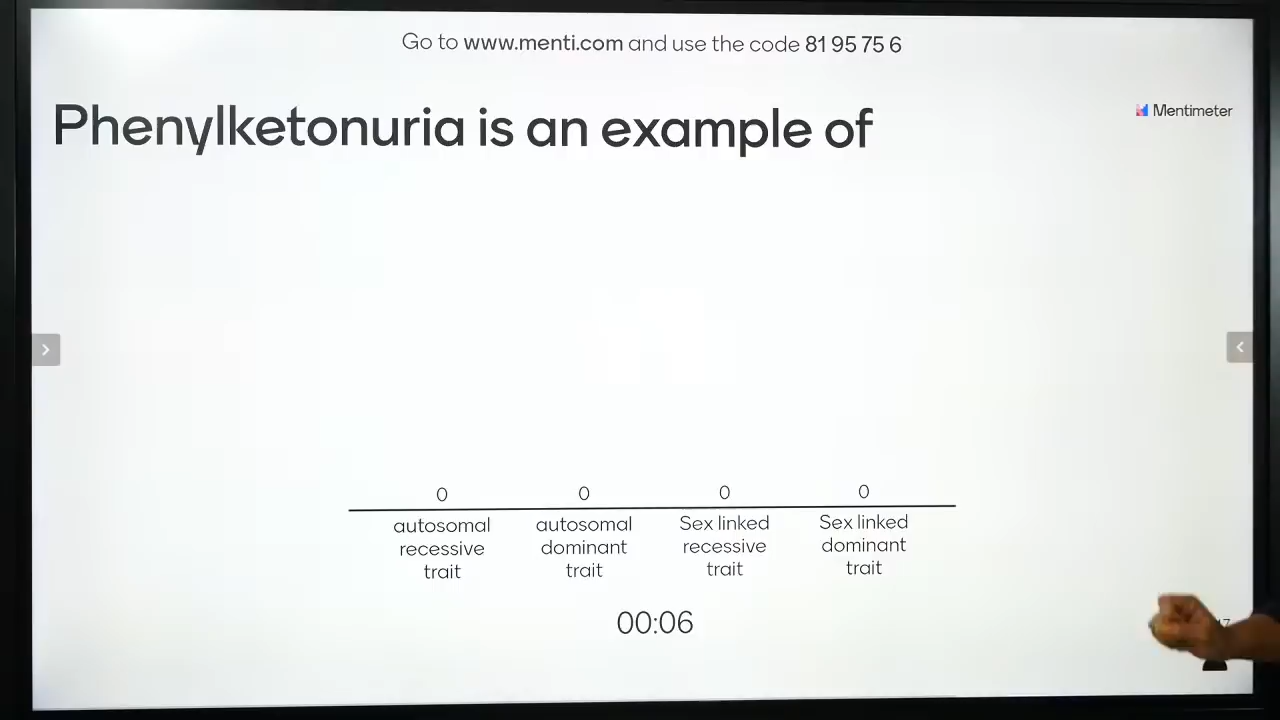 Go to www.menti.com and use the code 81 95 75 6
Phenylketonuria is an example of
Mentimeter
0
0
0
0
autosomal
recessive
trait
autosomal
dominant
trait
Sex linked
recessive
trait
Sex linked
dominant
trait
00:06